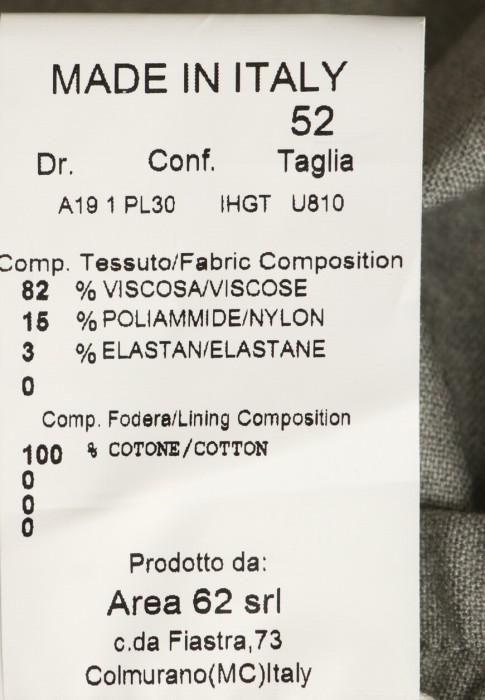 MADE IN ITALY
52
Dr. Conf. Taglia
A19 1 PL30 IHGT U810
Comp. Tessuto/Fabric Composition
82 % VISCOSA/VISCOSE
15 % POLIAMMIDE/NYLON
3 % ELASTAN/ELASTANE
0
Comp. Fodera/Lining Composition
100 % COTONE/COTTON
0
0
0
Prodotto da:
Area 62 srl
c.da Fiastra,73
Colmurano(MC)Italy